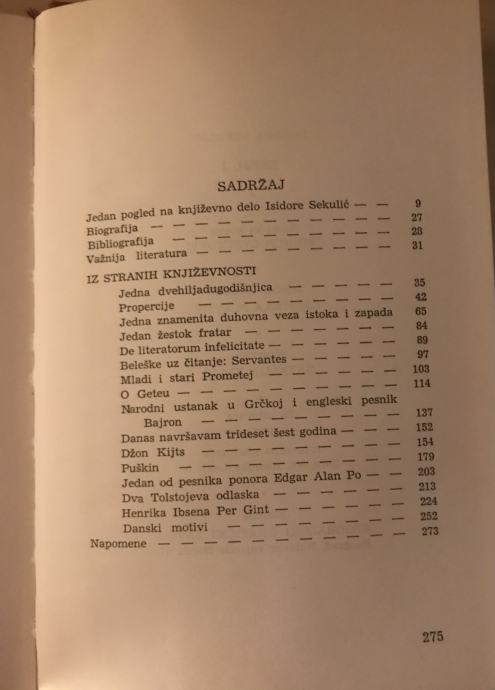 SADRŽAJ
Jedan pogled na književno delo Isidore Sekulić — — 9
Biografija — — — — — — — — — 27
Bibliografija — — — — — — — — 28
Važnija literatura — — — — — — — — 31
IZ STRANIH KNJIŽEVNOSTI
Jedna dvehiljadugodišnjica — — — — — 35
Propercije — — — — — — — — 42
Jedna znamenita duhovna veza istoka i zapada 65
Jedan žestok fratar — — — — — — — 84
De literatorum infelicitate — — — — — — 89
Beleške uz čitanje: Servantes — — — — — 97
Mladi i stari Prometej — — — — — — 103
O Geteu — — — — — — — — — 114
Narodni ustanak u Grčkoj i engleski pesnik
Bajron — — — — — — — — 137
Danas navršavam trideset šest godina — — — 152
Džon Kijts — — — — — — — — 154
Puškin — — — — — — — — — 179
Jedan od pesnika ponora Edgar Alan Po — — 203
Dva Tolstojeva odlaska — — — — — — 213
Henrika Ibsena Per Gint — — — — — — 224
Danski motivi — — — — — — — 252
Napomene — — — — — — — — — — 273
275